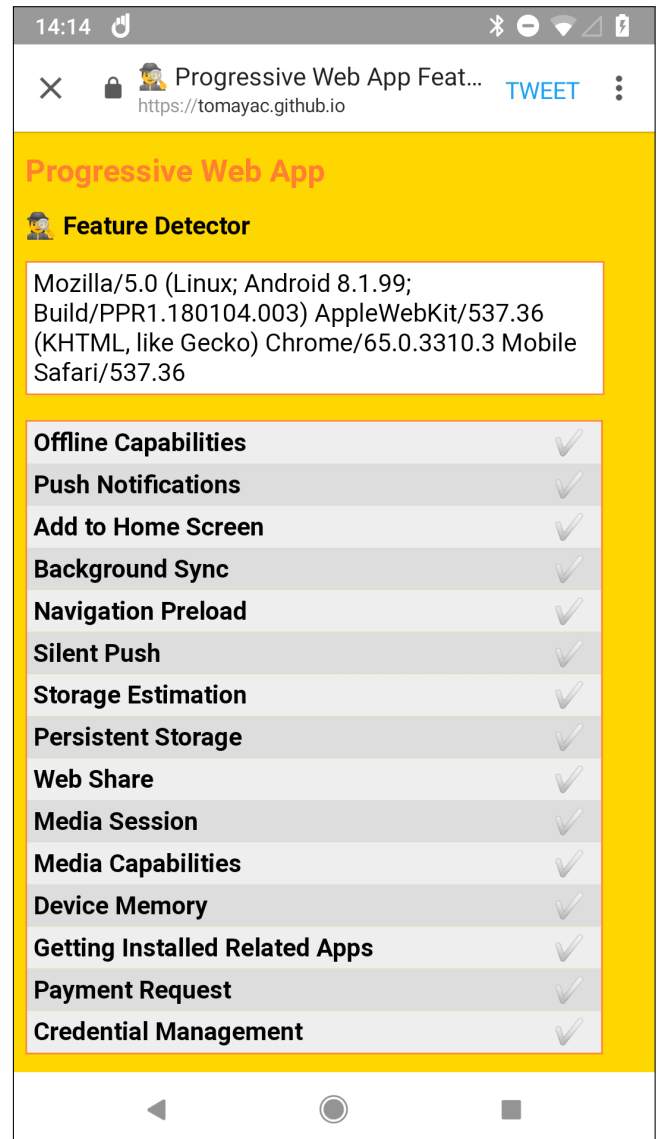 14:14
Progressive Web App Feat...
https://tomayac.github.io
TWEET
Progressive Web App
Feature Detector
Mozilla/5.0 (Linux; Android 8.1.99;
Build/PPR1.180104.003) AppleWebKit/537.36
(KHTML, like Gecko) Chrome/65.0.3310.3 Mobile
Safari/537.36
Offline Capabilities
Push Notifications
Add to Home Screen
Background Sync
Navigation Preload
Silent Push
Storage Estimation
Persistent Storage
Web Share
Media Session
Media Capabilities
Device Memory
Getting Installed Related Apps
Payment Request
Credential Management